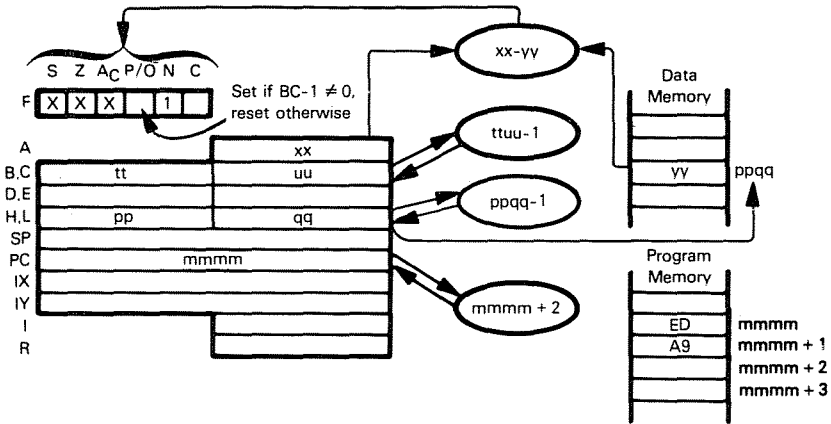 S Z AC P/O N C
F X X X 1
Set if BC-1 ≠ 0,
reset otherwise
xx-yy
Data
Memory
A xx
ttuu-1
B,C tt uu
yy ppqq
D,E
ppqq-1
H,L pp qq
SP
PC mmmm
Program
Memory
IX
IY
mmmm + 2
I
R
ED mmmm
A9 mmmm + 1
mmmm + 2
mmmm + 3